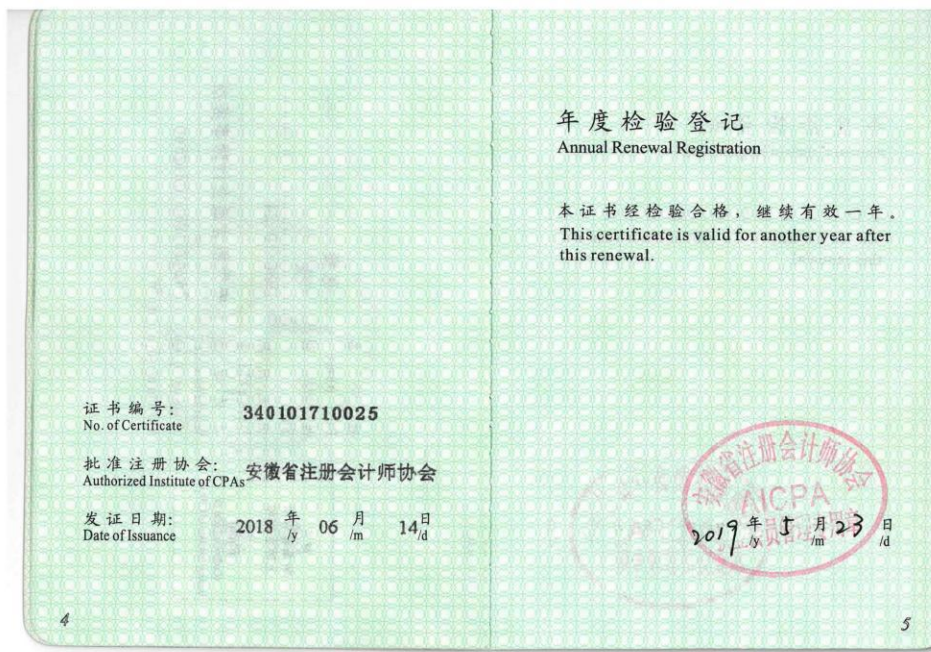 证书编号: 340101710025
No. of Certificate
批准注册协会: 安徽省注册会计师协会
Authorized Institute of CPAs
发证日期: 2018 年 06 月 14日
Date of Issuance /y /m /d
4
年度检验登记
Annual Renewal Registration
本证书经检验合格,继续有效一年。
This certificate is valid for another year after
this renewal.
安徽省注册会计师协会
AICPA
2019 年 5 月 23 日
/y /m /d
5